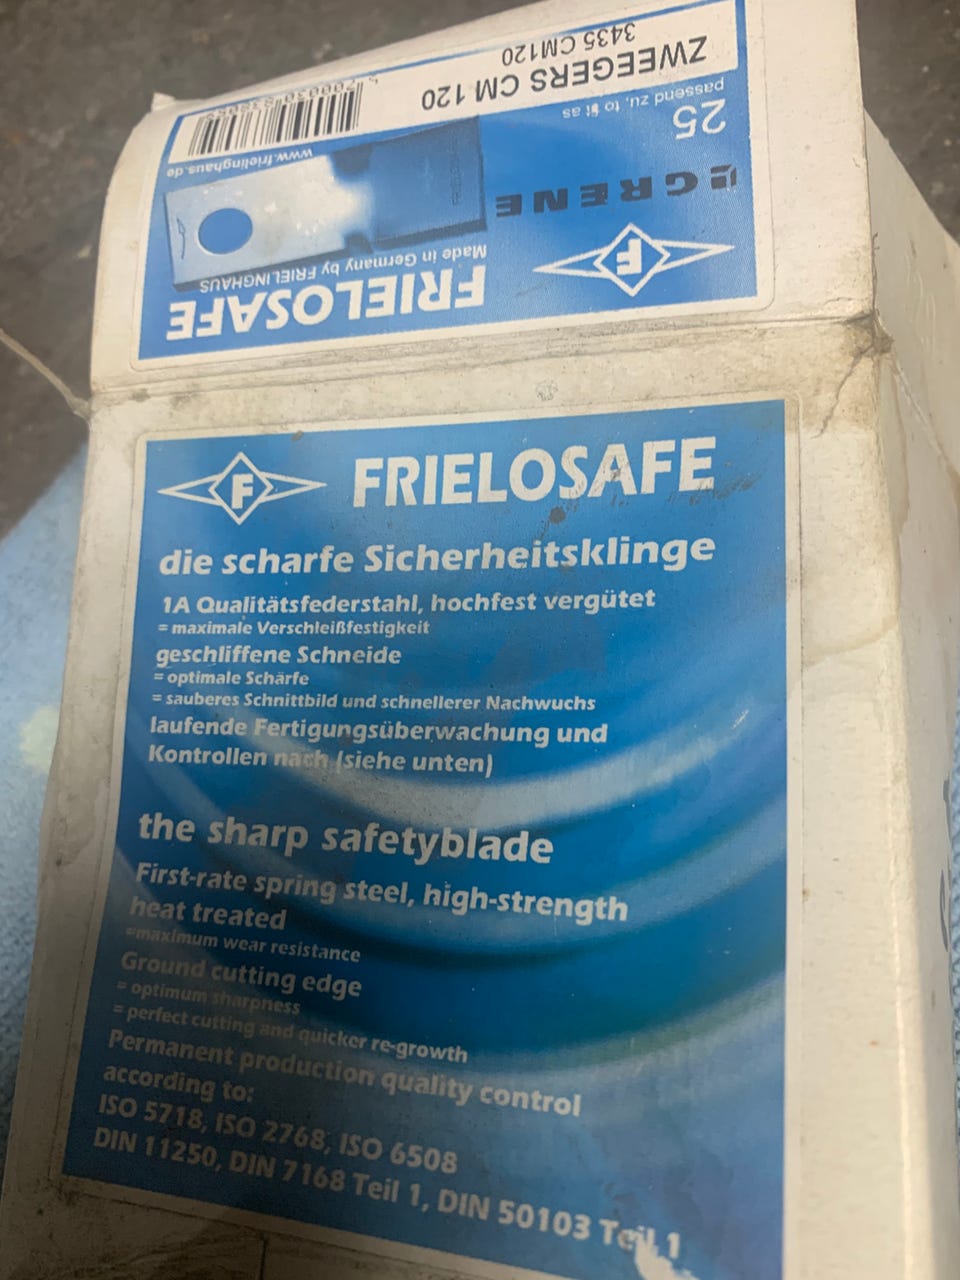 FRIELOSAFE
Made in Germany by FRIELINGHAUS
GRENE
www.frielinghaus.de
25
passend zu, to fit as
ZWEEGERS CM 120
3435 CM120
F
F
FRIELOSAFE
die scharfe Sicherheitsklinge
1A Qualitätsfederstahl, hochfest vergütet
= maximale Verschleißfestigkeit
geschliffene Schneide
= optimale Schärfe
= sauberes Schnittbild und schnellerer Nachwuchs
laufende Fertigungsüberwachung und
Kontrollen nach (siehe unten)
the sharp safetyblade
First-rate spring steel, high-strength
heat treated
=maximum wear resistance
Ground cutting edge
= optimum sharpness
= perfect cutting and quicker re-growth
Permanent production quality control
according to:
ISO 5718, ISO 2768, ISO 6508
DIN 11250, DIN 7168 Teil 1, DIN 50103 Teil 1